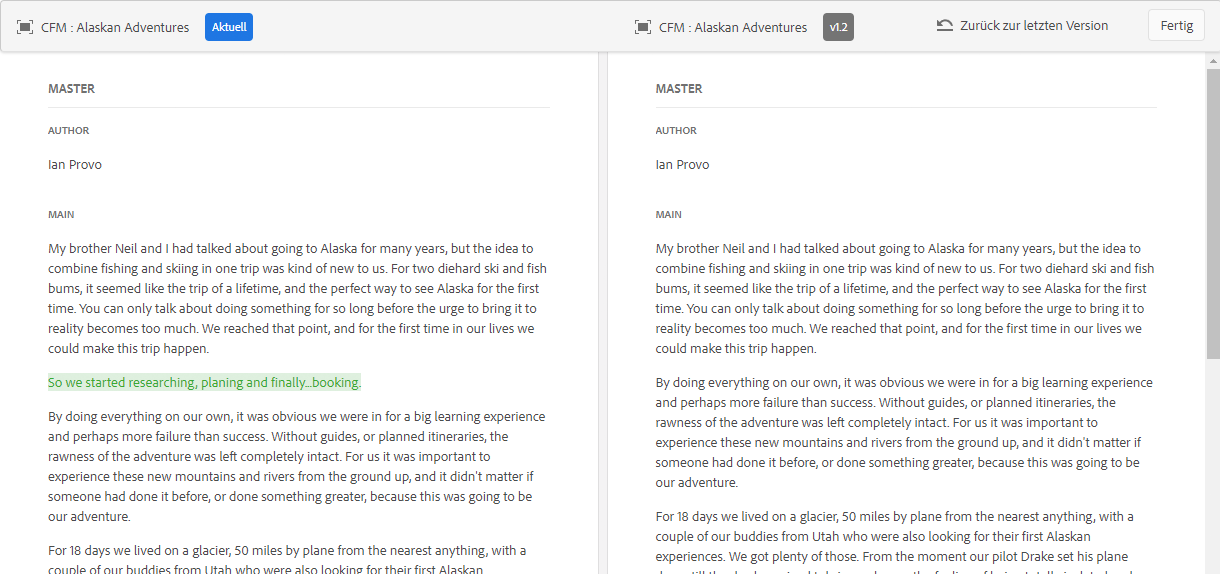 CFM : Alaskan Adventures Aktuell
CFM : Alaskan Adventures v1.2 Zurück zur letzten Version Fertig
MASTER
AUTHOR
Ian Provo
MAIN
My brother Neil and I had talked about going to Alaska for many years, but the idea to
combine fishing and skiing in one trip was kind of new to us. For two diehard ski and fish
bums, it seemed like the trip of a lifetime, and the perfect way to see Alaska for the first
time. You can only talk about doing something for so long before the urge to bring it to
reality becomes too much. We reached that point, and for the first time in our lives we
could make this trip happen.
So we started researching, planing and finally...booking.
By doing everything on our own, it was obvious we were in for a big learning experience
and perhaps more failure than success. Without guides, or planned itineraries, the
rawness of the adventure was left completely intact. For us it was important to
experience these new mountains and rivers from the ground up, and it didn't matter if
someone had done it before, or done something greater, because this was going to be
our adventure.
For 18 days we lived on a glacier, 50 miles by plane from the nearest anything, with a
couple of our buddies from Utah who were also looking for their first Alaskan
MASTER
AUTHOR
Ian Provo
MAIN
My brother Neil and I had talked about going to Alaska for many years, but the idea to
combine fishing and skiing in one trip was kind of new to us. For two diehard ski and fish
bums, it seemed like the trip of a lifetime, and the perfect way to see Alaska for the first
time. You can only talk about doing something for so long before the urge to bring it to
reality becomes too much. We reached that point, and for the first time in our lives we
could make this trip happen.
By doing everything on our own, it was obvious we were in for a big learning experience
and perhaps more failure than success. Without guides, or planned itineraries, the
rawness of the adventure was left completely intact. For us it was important to
experience these new mountains and rivers from the ground up, and it didn't matter if
someone had done it before, or done something greater, because this was going to be
our adventure.
For 18 days we lived on a glacier, 50 miles by plane from the nearest anything, with a
couple of our buddies from Utah who were also looking for their first Alaskan
experiences. We got plenty of those. From the moment our pilot Drake set his plane